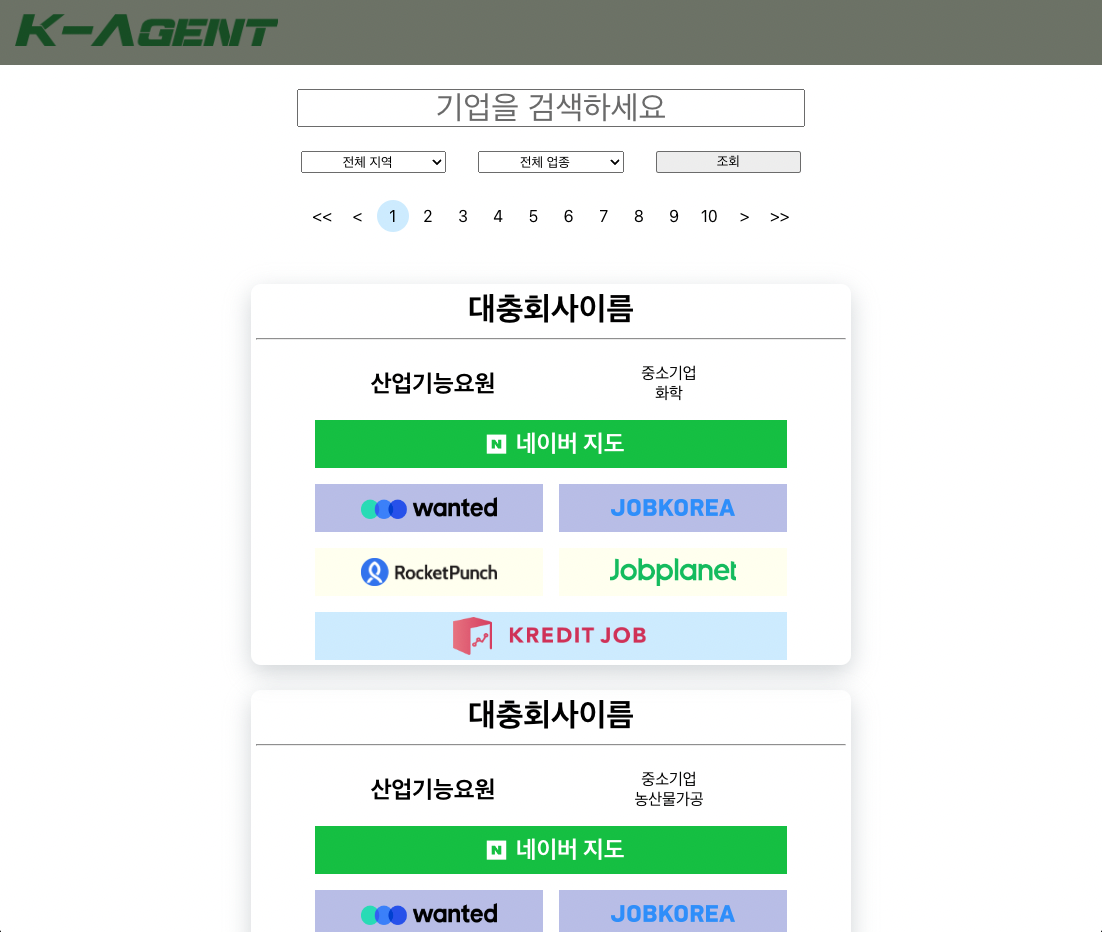 K-AGENT
기업을 검색하세요
전체 지역 전체 업종 조회
<< < 1 2 3 4 5 6 7 8 9 10 > >>
대충회사이름
산업기능요원
중소기업
화학
N 네이버 지도
wanted JOBKOREA
RocketPunch Jobplanet
KREDIT JOB
대충회사이름
산업기능요원
중소기업
농산물가공
N 네이버 지도
wanted JOBKOREA